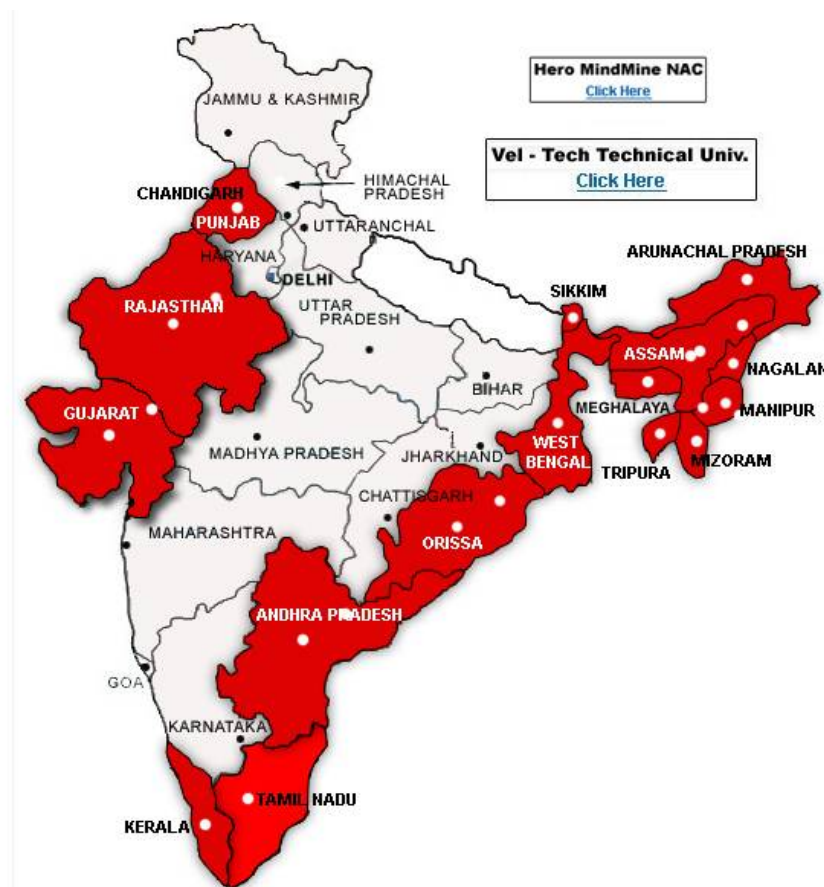 Hero MindMine NAC
Click Here
JAMMU & KASHMIR
Vel - Tech Technical Univ.
Click Here
CHANDIGARH
HIMACHAL
PRADESH
PUNJAB
UTTARANCHAL
HARYANA
ARUNACHAL PRADESH
DELHI
SIKKIM
RAJASTHAN
UTTAR
PRADESH
ASSAM
NAGALAN
BIHAR
MEGHALAYA
MANIPUR
GUJARAT
WEST
BENGAL
MADHYA PRADESH
JHARKHAND
TRIPURA
MIZORAM
CHATTISGARH
MAHARASHTRA
ORISSA
ANDHRA PRADESH
GOA
KARNATAKA
TAMIL NADU
KERALA